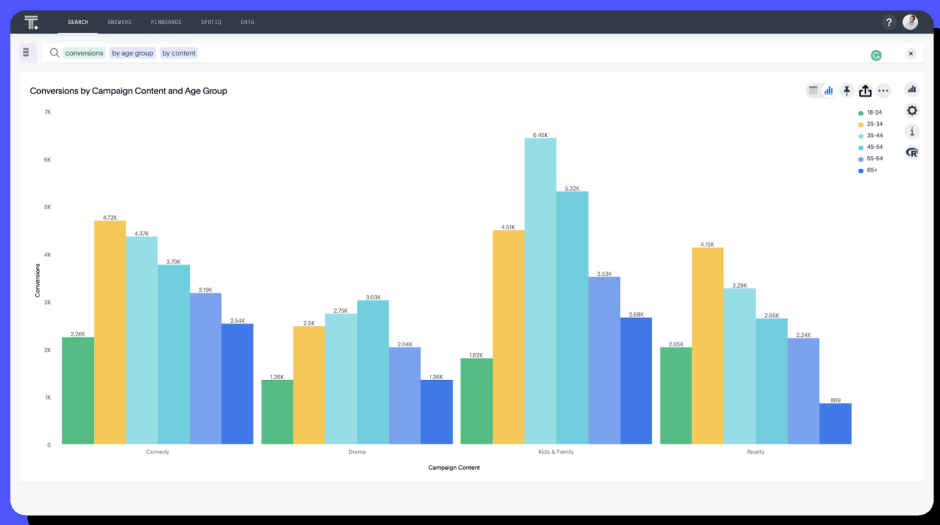 T.
SEARCH ANSWERS PINBOARDS SPOTIQ DATA ?
conversions by age group by content
Conversions by Campaign Content and Age Group
18-24
25-34
35-44
45-54
55-64
65+
i
R
7K
6K
5K
4K
3K
2K
1K
0
Conversions
2.26K 4.72K 4.37K 3.79K 3.19K 2.54K
1.36K 2.5K 2.75K 3.03K 2.04K 1.36K
1.82K 4.51K 6.45K 5.32K 3.53K 2.68K
2.05K 4.15K 3.29K 2.65K 2.24K 869
Comedy Drama Kids & Family Reality
Campaign Content